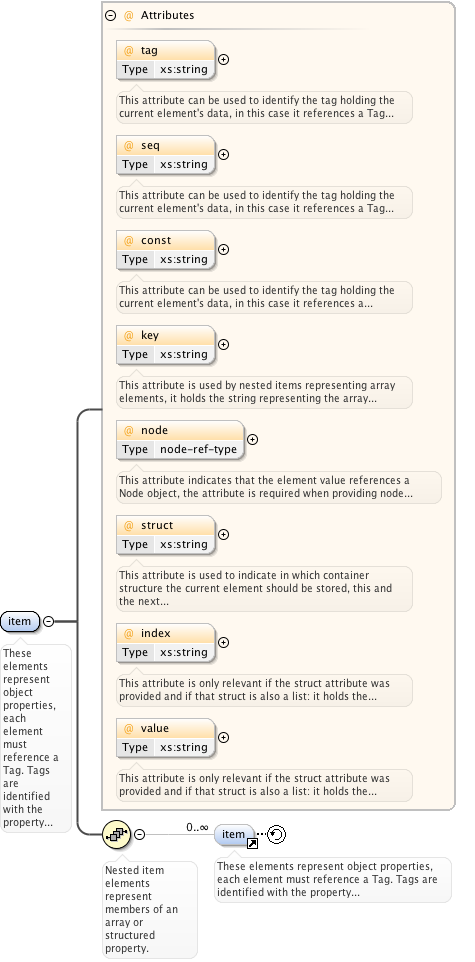 @ Attributes
@ tag
Type xs:string
This attribute can be used to identify the tag holding the
current element's data, in this case it references a Tag...
@ seq
Type xs:string
This attribute can be used to identify the tag holding the
current element's data, in this case it references a Tag...
@ const
Type xs:string
This attribute can be used to identify the tag holding the
current element's data, in this case it references a...
@ key
Type xs:string
This attribute is used by nested items representing array
elements, it holds the string representing the array...
@ node
Type node-ref-type
This attribute indicates that the element value references a
Node object, the attribute is required when providing node...
@ struct
Type xs:string
This attribute is used to indicate in which container
structure the current element should be stored, this and
the next...
@ index
Type xs:string
This attribute is only relevant if the struct attribute was
provided and if that struct is also a list: it holds the...
@ value
Type xs:string
This attribute is only relevant if the struct attribute was
provided and if that struct is also a list: it holds the...
item
These
elements
represent
object
properties,
each
element
must
reference a
Tag. Tags
are
identified
with the
property...
0..∞
item
Nested item
elements
represent
members of an
array or
structured
property.
These elements represent object properties,
each element must reference a Tag. Tags are
identified with the property...